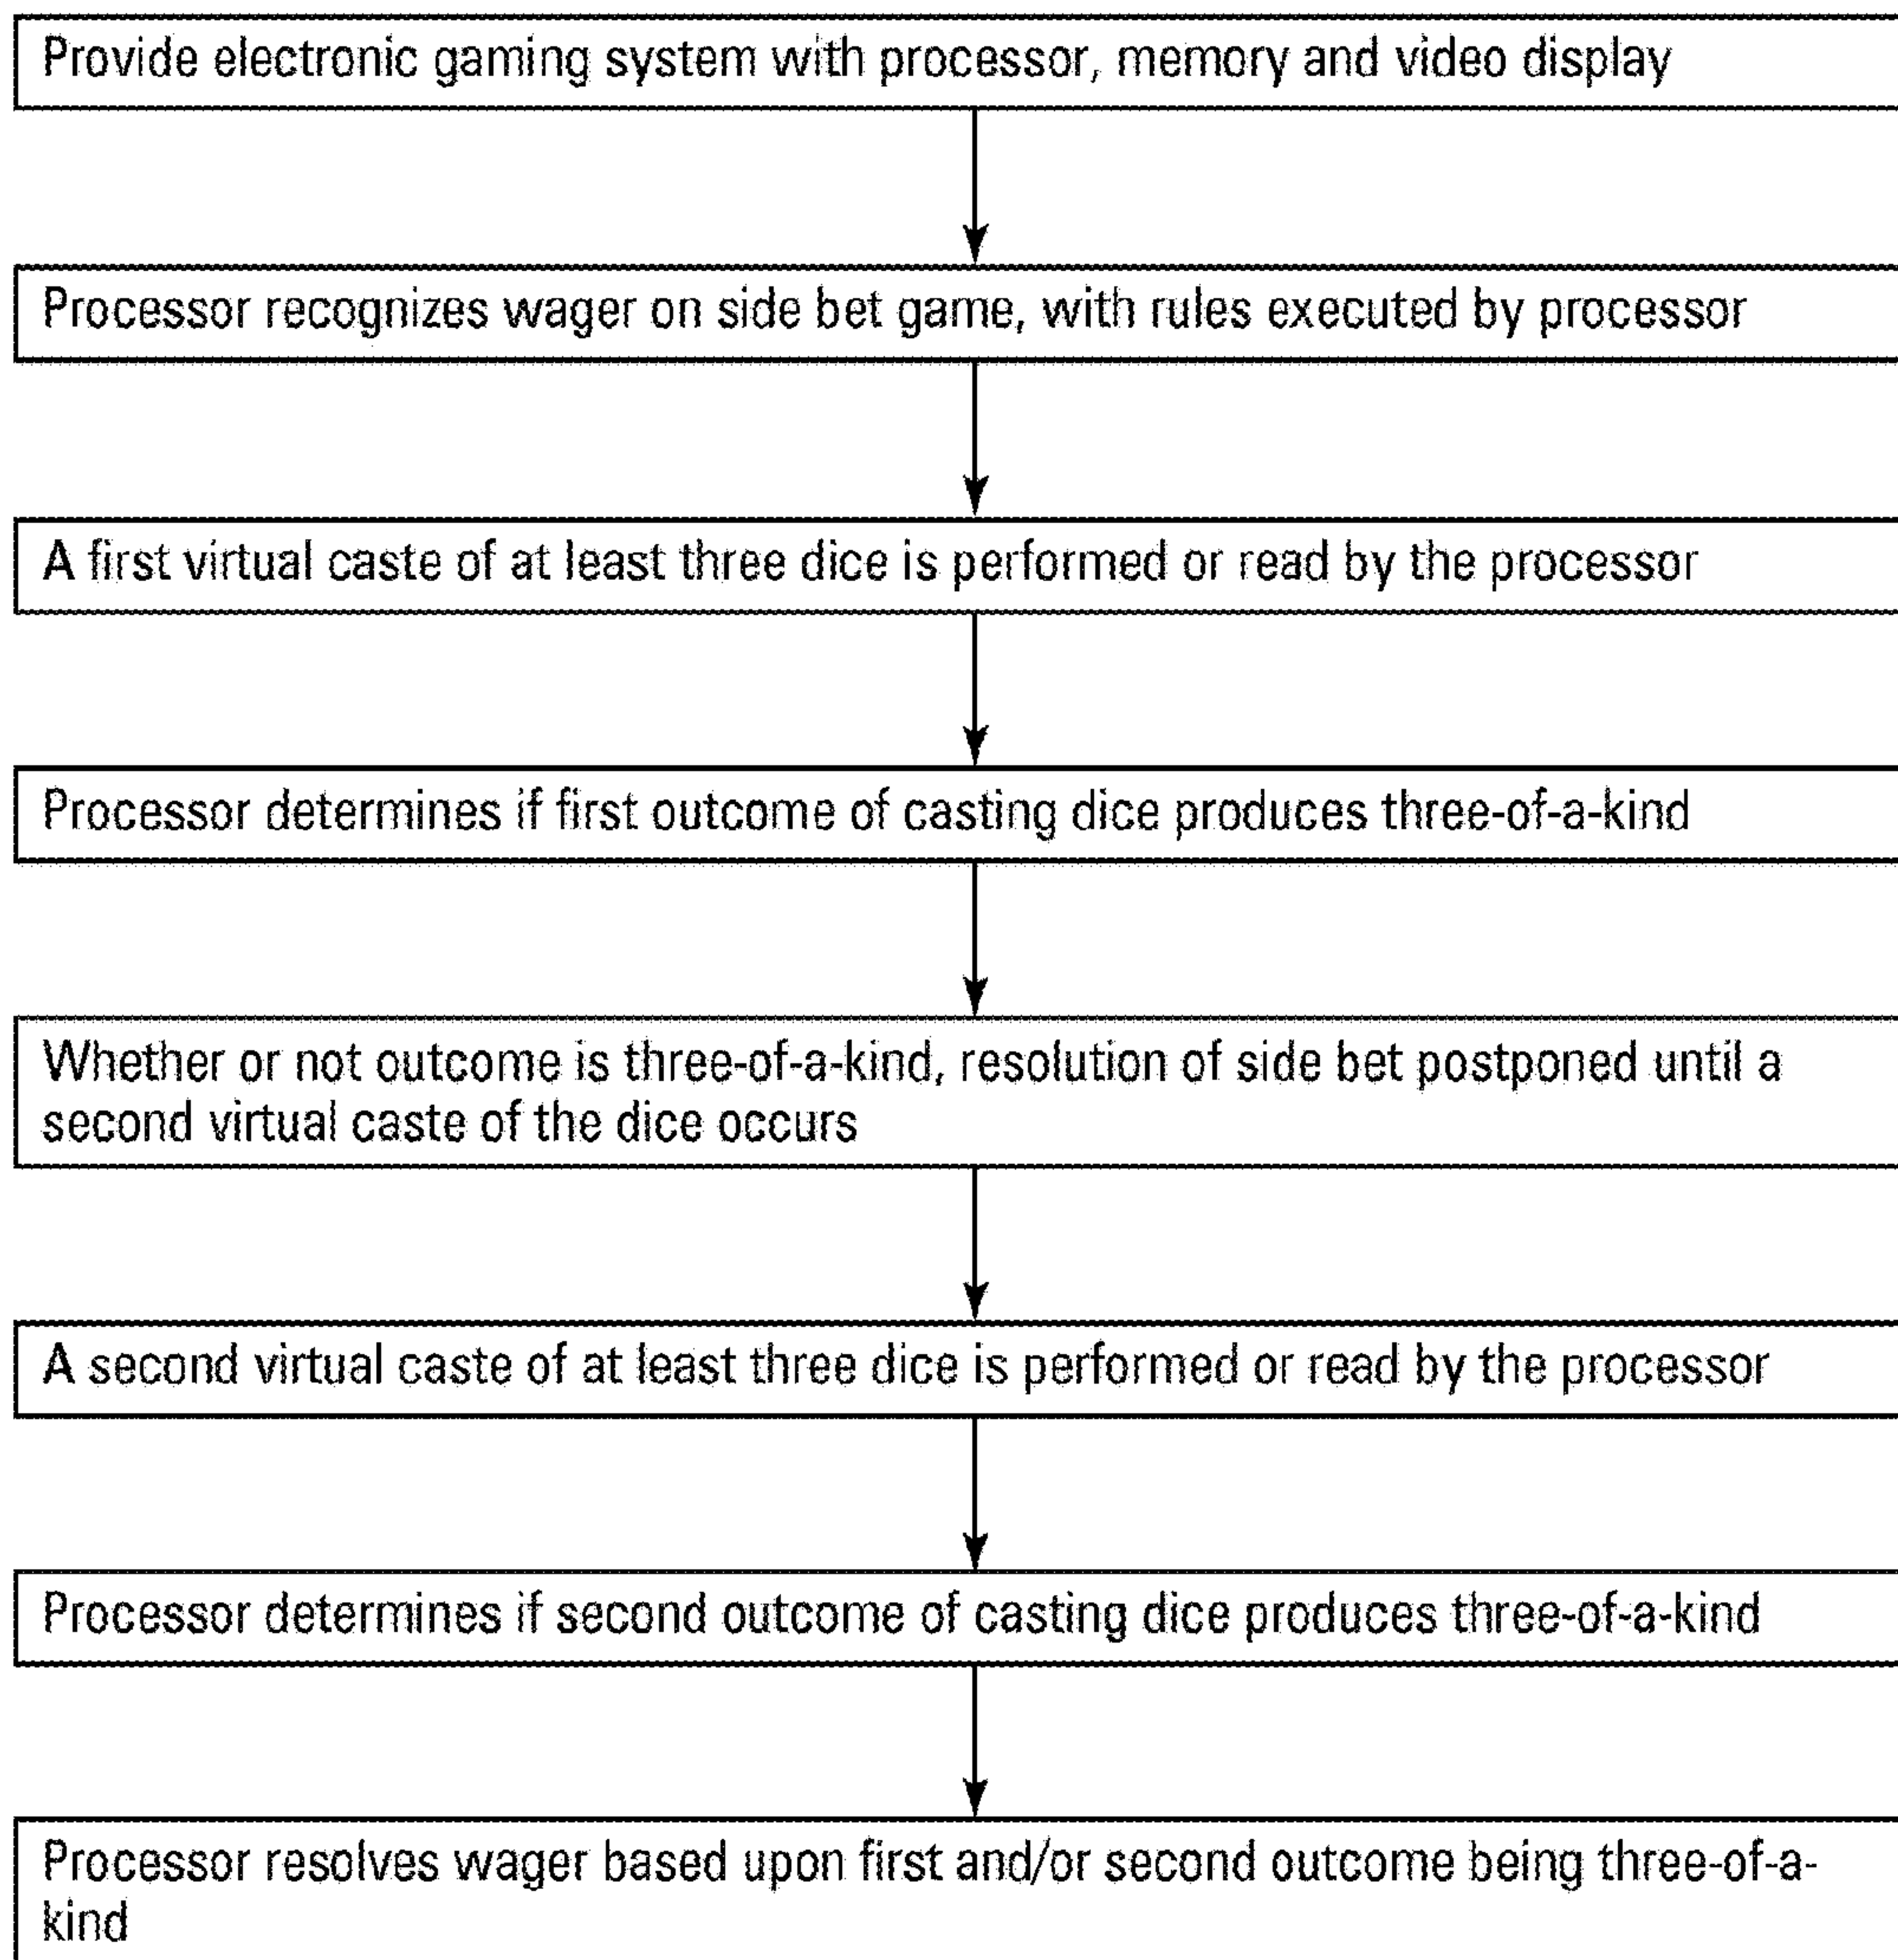 Provide electronic gaming system with processor, memory and video display
Processor recognizes wager on side bet game, with rules executed by processor
A first virtual caste of at least three dice is performed or read by the processor
Processor determines if first outcome of casting dice produces three-of-a-kind
Whether or not outcome is three-of-a-kind, resolution of side bet postponed until a
second virtual caste of the dice occurs
A second virtual caste of at least three dice is performed or read by the processor
Processor determines if second outcome of casting dice produces three-of-a-kind
Processor resolves wager based upon first and/or second outcome being three-of-a-
kind